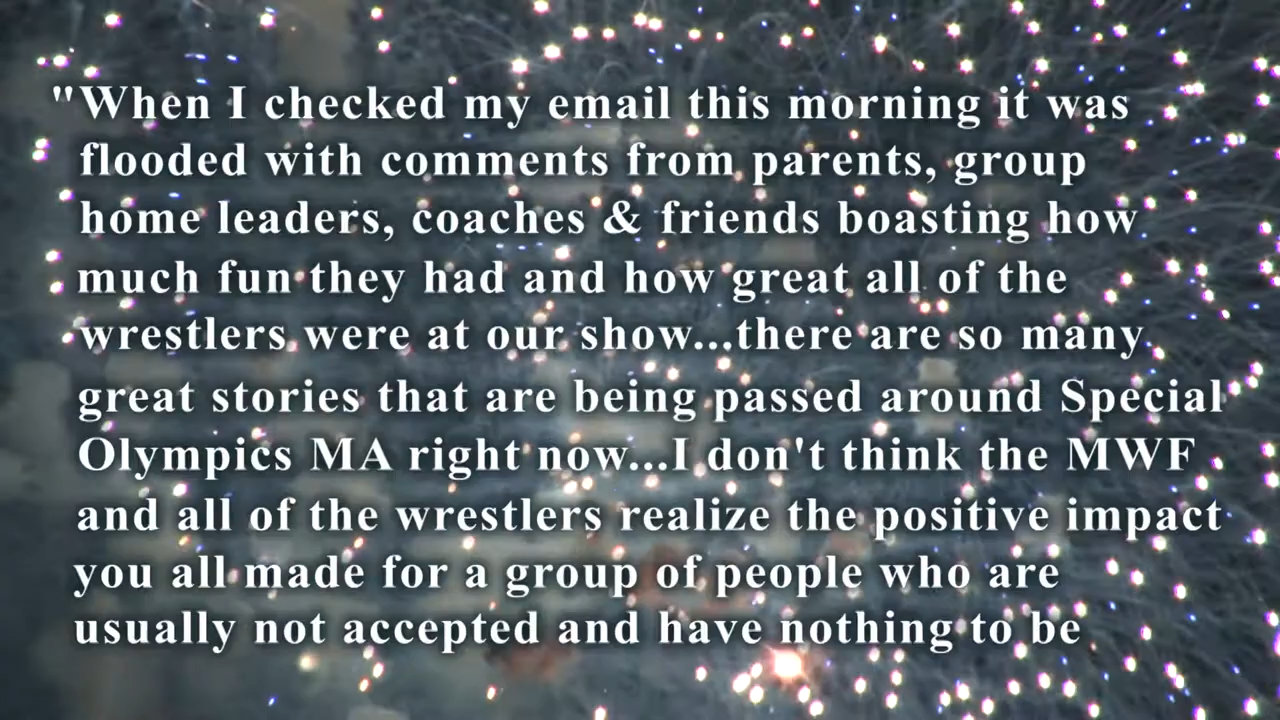 "When I checked my email this morning it was
flooded with comments from parents, group
home leaders, coaches & friends boasting how
much fun they had and how great all of the
wrestlers were at our show...there are so many
great stories that are being passed around Special
Olympics MA right now...I don't think the MWF
and all of the wrestlers realize the positive impact
you all made for a group of people who are
usually not accepted and have nothing to be